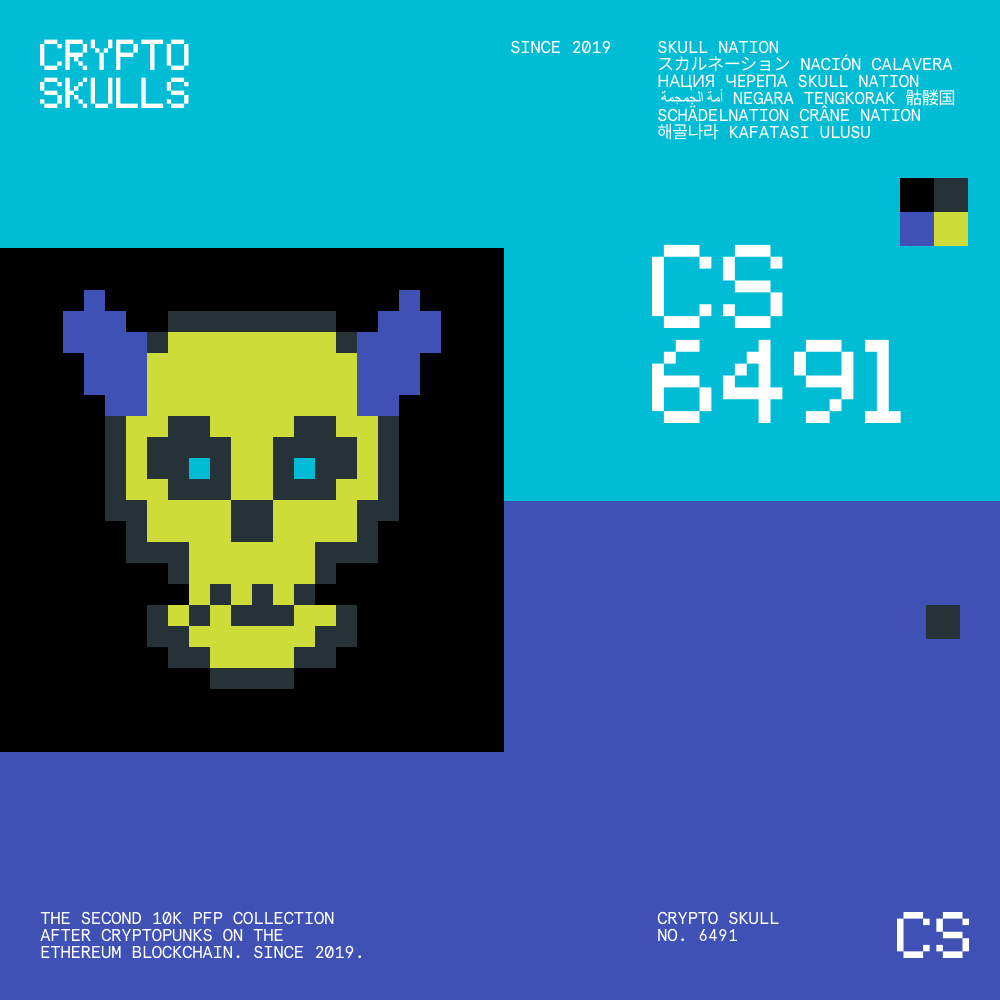 CRYPTO
SKULLS
SINCE 2019
SKULL NATION
スカルネーション NACIÓN CALAVERA
НАЦИЯ ЧЕРЕПА SKULL NATION
أمة الجمجمة NEGARA TENGKORAK 骷髅国
SCHÄDELNATION CRÂNE NATION
해골나라 KAFATASI ULUSU
CS
6491
THE SECOND 10K PFP COLLECTION
AFTER CRYPTOPUNKS ON THE
ETHEREUM BLOCKCHAIN. SINCE 2019.
CRYPTO SKULL
NO. 6491
CS